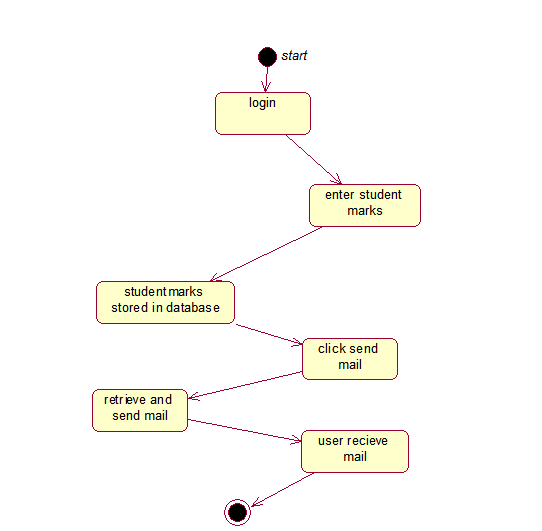 start
login
enter student
marks
studentmarks
stored in database
click send
mail
retrieve and
send mail
user recieve
mail